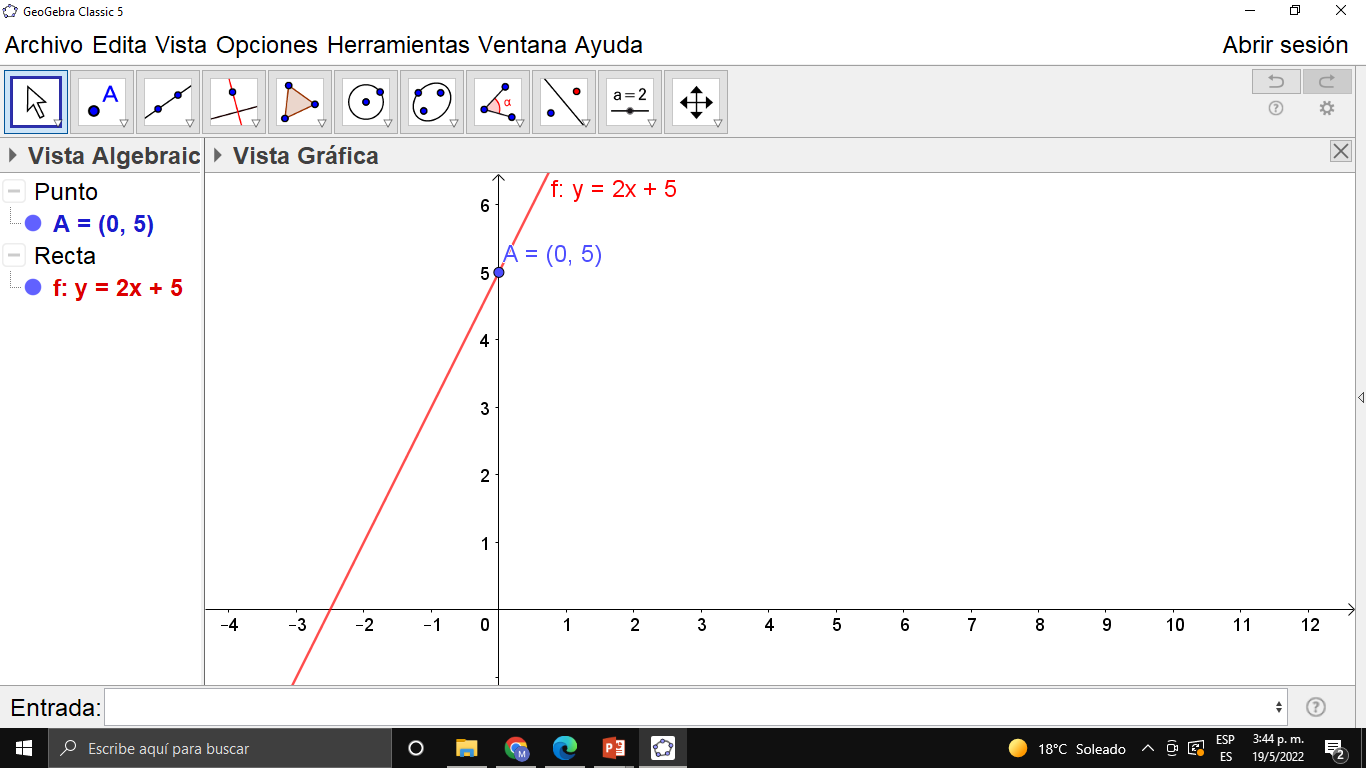 GeoGebra Classic 5
Archivo Edita Vista Opciones Herramientas Ventana Ayuda
Abrir sesión
A
α
a = 2
Vista Algebraic
Vista Gráfica
Punto
A = (0, 5)
Recta
f: y = 2x + 5
f: y = 2x + 5
A = (0, 5)
6
5
4
3
2
1
–4 –3 –2 –1 0 1 2 3 4 5 6 7 8 9 10 11 12
Entrada:
Escribe aquí para buscar
M
P
18°C Soleado
ESP
ES
3:44 p. m.
19/5/2022
2